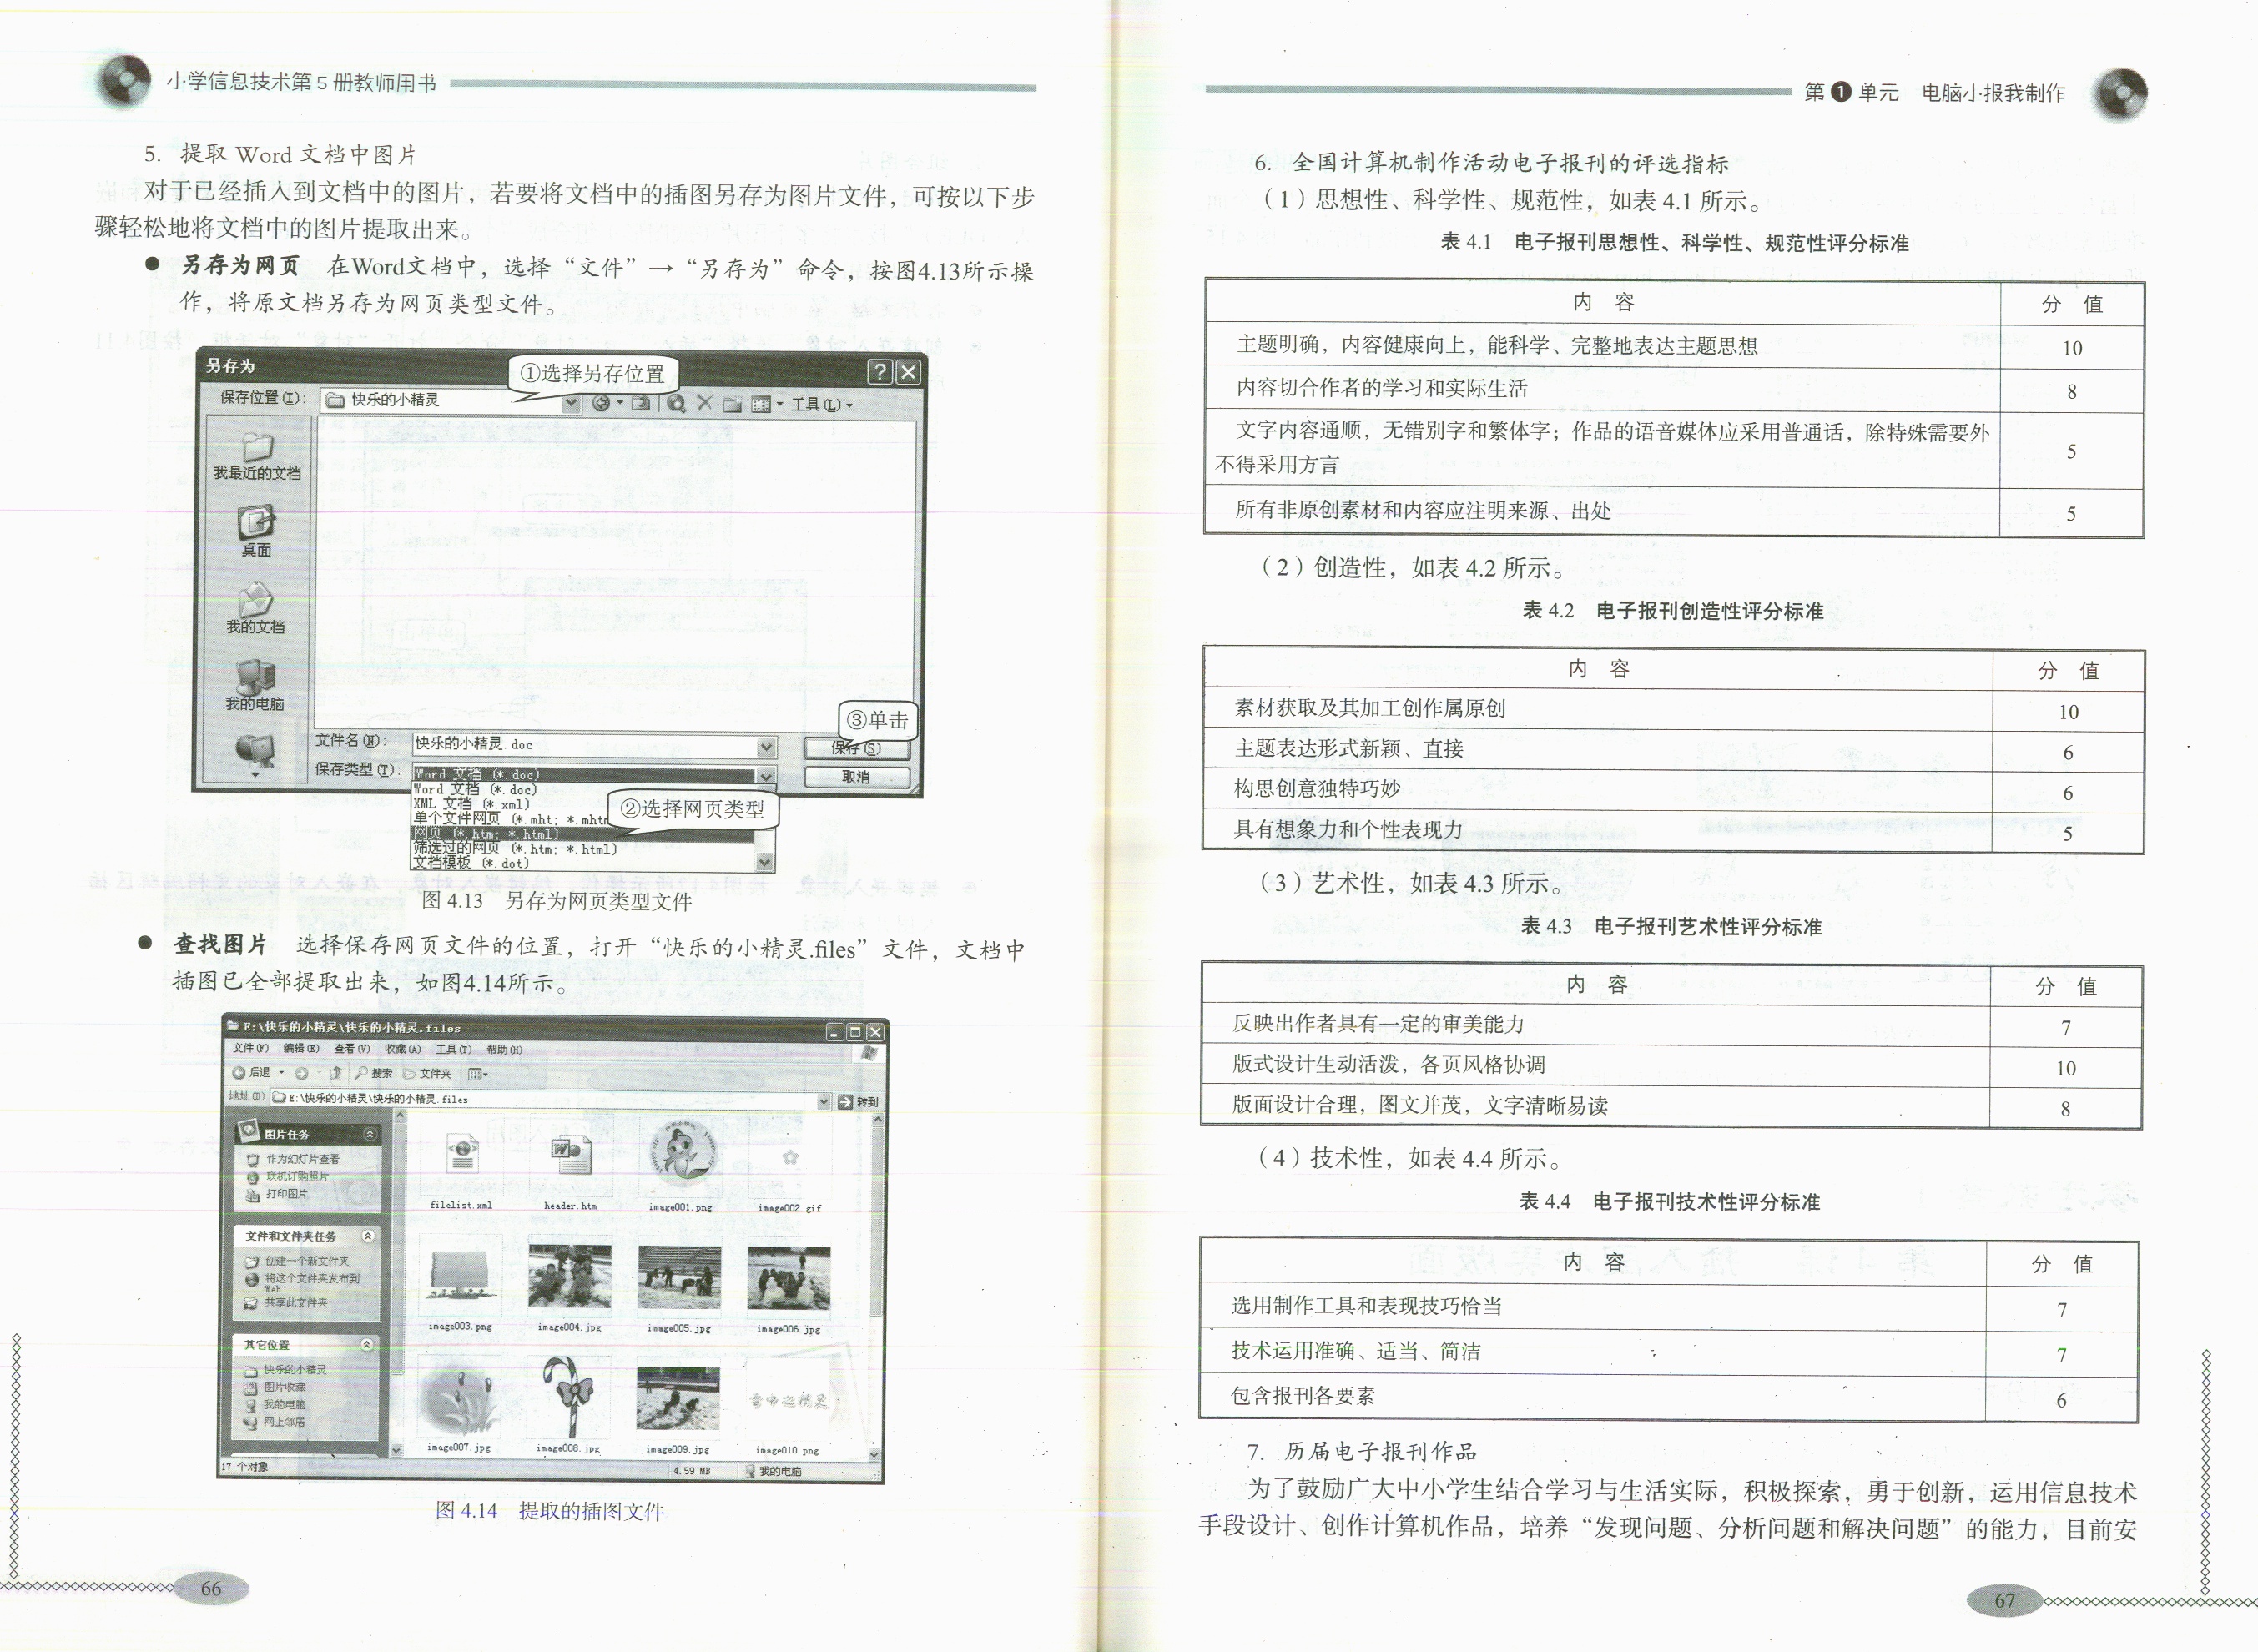 小学信息技术第5册教师用书
5. 提取 Word 文档中图片
对于已经插入到文档中的图片，若要将文档中的插图另存为图片文件，可按以下步
骤轻松地将文档中的图片提取出来。
● 另存为网页 在Word文档中，选择“文件”→“另存为”命令，按图4.13所示操
作，将原文档另存为网页类型文件。
另存为
①选择另存位置
保存位置(I): 快乐的小精灵 工具(L)
我最近的文档
桌面
我的文档
我的电脑
③单击
文件名(N): 快乐的小精灵.doc 保存(S)
保存类型(T): Word 文档 (*.doc) 取消
Word 文档 (*.doc)
XML 文档 (*.xml)
②选择网页类型
单个文件网页 (*.mht; *.mhtm
网页 (*.htm; *.html)
筛选过的网页 (*.htm; *.html)
文档模板 (*.dot)
图 4.13 另存为网页类型文件
● 查找图片 选择保存网页文件的位置，打开“快乐的小精灵.files”文件，文档中
插图已全部提取出来，如图4.14所示。
E:\快乐的小精灵\快乐的小精灵.files
文件(F) 编辑(E) 查看(V) 收藏(A) 工具(T) 帮助(H)
后退 搜索 文件夹
地址(D) E:\快乐的小精灵\快乐的小精灵.files 转到
图片任务
作为幻灯片查看
联机订购照片
打印图片
文件和文件夹任务
创建一个新文件夹
将这个文件夹发布到
Web
共享此文件夹
其它位置
快乐的小精灵
图片收藏
我的电脑
网上邻居
filelist.xml header.htm image001.png image002.gif
image003.png image004.jpg image005.jpg image006.jpg
image007.jpg image008.jpg image009.jpg image010.png
17 个对象 4.59 MB 我的电脑
图 4.14 提取的插图文件
66
第1单元 电脑小报我制作
6. 全国计算机制作活动电子报刊的评选指标
（1）思想性、科学性、规范性，如表 4.1 所示。
表 4.1 电子报刊思想性、科学性、规范性评分标准
内 容 分 值
主题明确，内容健康向上，能科学、完整地表达主题思想 10
内容切合作者的学习和实际生活 8
文字内容通顺，无错别字和繁体字；作品的语音媒体应采用普通话，除特殊需要外
不得采用方言 5
所有非原创素材和内容应注明来源、出处 5
（2）创造性，如表 4.2 所示。
表 4.2 电子报刊创造性评分标准
内 容 分 值
素材获取及其加工创作属原创 10
主题表达形式新颖、直接 6
构思创意独特巧妙 6
具有想象力和个性表现力 5
（3）艺术性，如表 4.3 所示。
表 4.3 电子报刊艺术性评分标准
内 容 分 值
反映出作者具有一定的审美能力 7
版式设计生动活泼，各页风格协调 10
版面设计合理，图文并茂，文字清晰易读 8
（4）技术性，如表 4.4 所示。
表 4.4 电子报刊技术性评分标准
内 容 分 值
选用制作工具和表现技巧恰当 7
技术运用准确、适当、简洁 7
包含报刊各要素 6
7. 历届电子报刊作品
为了鼓励广大中小学生结合学习与生活实际，积极探索，勇于创新，运用信息技术
手段设计、创作计算机作品，培养“发现问题、分析问题和解决问题”的能力，目前安
67